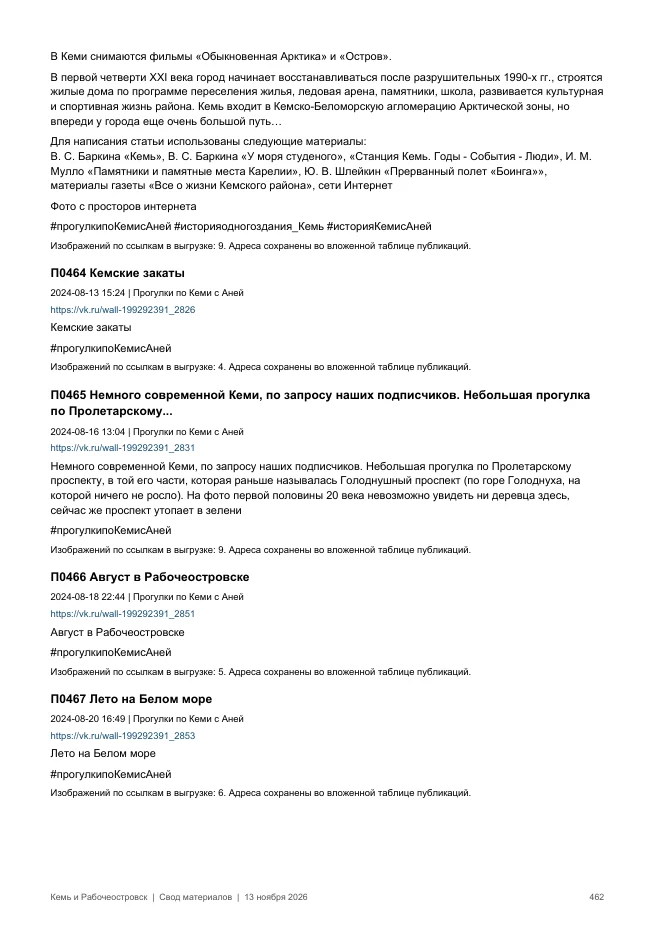 В Кеми снимаются фильмы «Обыкновенная Арктика» и «Остров».
В первой четверти XXI века город начинает восстанавливаться после разрушительных 1990-х гг., строятся
жилые дома по программе переселения жилья, ледовая арена, памятники, школа, развивается культурная
и спортивная жизнь района. Кемь входит в Кемско-Беломорскую агломерацию Арктической зоны, но
впереди у города еще очень большой путь…
Для написания статьи использованы следующие материалы:
В. С. Баркина «Кемь», В. С. Баркина «У моря студеного», «Станция Кемь. Годы - События - Люди», И. М.
Мулло «Памятники и памятные места Карелии», Ю. В. Шлейкин «Прерванный полет «Боинга»»,
материалы газеты «Все о жизни Кемского района», сети Интернет
Фото с просторов интернета
#прогулкипоКемисАней #историяодногоздания_Кемь #историяКемисАней
Изображений по ссылкам в выгрузке: 9. Адреса сохранены во вложенной таблице публикаций.
П0464 Кемские закаты
2024-08-13 15:24 | Прогулки по Кеми с Аней
https://vk.ru/wall-199292391_2826
Кемские закаты
#прогулкипоКемисАней
Изображений по ссылкам в выгрузке: 4. Адреса сохранены во вложенной таблице публикаций.
П0465 Немного современной Кеми, по запросу наших подписчиков. Небольшая прогулка
по Пролетарскому...
2024-08-16 13:04 | Прогулки по Кеми с Аней
https://vk.ru/wall-199292391_2831
Немного современной Кеми, по запросу наших подписчиков. Небольшая прогулка по Пролетарскому
проспекту, в той его части, которая раньше называлась Голоднушный проспект (по горе Голоднуха, на
которой ничего не росло). На фото первой половины 20 века невозможно увидеть ни деревца здесь,
сейчас же проспект утопает в зелени
#прогулкипоКемисАней
Изображений по ссылкам в выгрузке: 9. Адреса сохранены во вложенной таблице публикаций.
П0466 Август в Рабочеостровске
2024-08-18 22:44 | Прогулки по Кеми с Аней
https://vk.ru/wall-199292391_2851
Август в Рабочеостровске
#прогулкипоКемисАней
Изображений по ссылкам в выгрузке: 5. Адреса сохранены во вложенной таблице публикаций.
П0467 Лето на Белом море
2024-08-20 16:49 | Прогулки по Кеми с Аней
https://vk.ru/wall-199292391_2853
Лето на Белом море
#прогулкипоКемисАней
Изображений по ссылкам в выгрузке: 6. Адреса сохранены во вложенной таблице публикаций.
Кемь и Рабочеостровск | Свод материалов | 13 ноября 2026 462